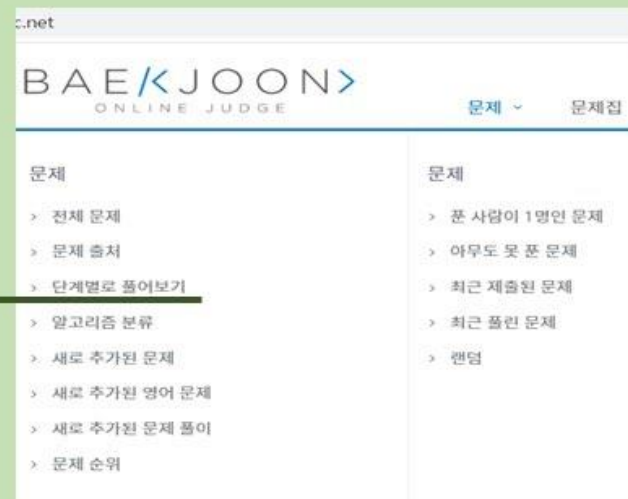 c.net
BAEKJOON>
ONLINE JUDGE
문제 문제집
문제
> 전체 문제
> 문제 출처
> 단계별로 풀어보기
> 알고리즘 분류
> 새로 추가된 문제
> 새로 추가된 영어 문제
> 새로 추가된 문제 풀이
> 문제 순위
문제
> 푼 사람이 1명인 문제
> 아무도 못 푼 문제
> 최근 제출된 문제
> 최근 풀린 문제
> 랜덤